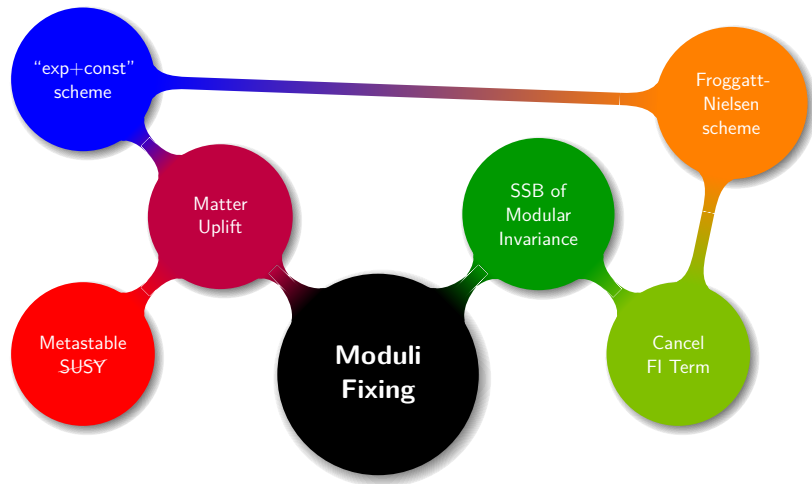 “exp+const”
scheme
Froggatt-
Nielsen
scheme
Matter
Uplift
SSB of
Modular
Invariance
Metastable
SUSY
Moduli
Fixing
Cancel
FI Term